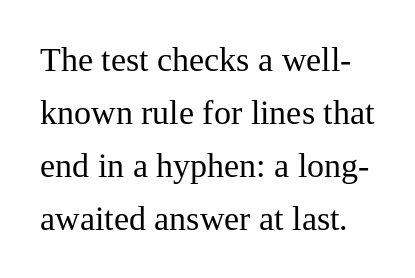 The test checks a well-
known rule for lines that
end in a hyphen: a long-
awaited answer at last.